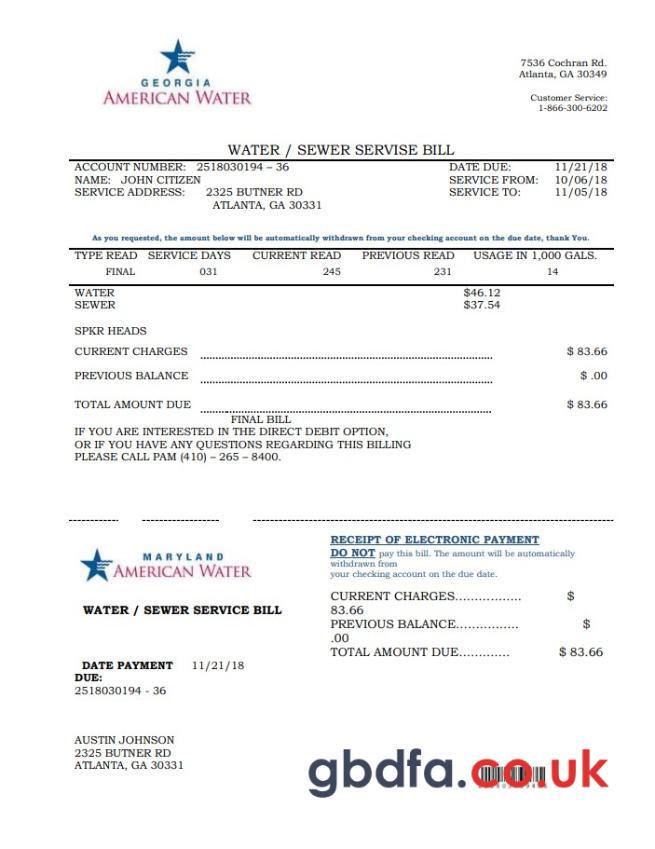 GEORGIA
AMERICAN WATER
7536 Cochran Rd.
Atlanta, GA 30349
Customer Service:
1-866-300-6202
WATER / SEWER SERVISE BILL
ACCOUNT NUMBER: 2518030194 – 36 DATE DUE: 11/21/18
NAME: JOHN CITIZEN SERVICE FROM: 10/06/18
SERVICE ADDRESS: 2325 BUTNER RD SERVICE TO: 11/05/18
ATLANTA, GA 30331
As you requested, the amount below will be automatically withdrawn from your checking account on the due date, thank You.
TYPE READ SERVICE DAYS CURRENT READ PREVIOUS READ USAGE IN 1,000 GALS.
FINAL 031 245 231 14
WATER $46.12
SEWER $37.54
SPKR HEADS
CURRENT CHARGES $ 83.66
PREVIOUS BALANCE $ .00
TOTAL AMOUNT DUE $ 83.66
FINAL BILL
IF YOU ARE INTERESTED IN THE DIRECT DEBIT OPTION,
OR IF YOU HAVE ANY QUESTIONS REGARDING THIS BILLING
PLEASE CALL PAM (410) – 265 – 8400.
MARYLAND
AMERICAN WATER
WATER / SEWER SERVICE BILL
DATE PAYMENT 11/21/18
DUE:
2518030194 - 36
RECEIPT OF ELECTRONIC PAYMENT
DO NOT pay this bill. The amount will be automatically
withdrawn from
your checking account on the due date.
CURRENT CHARGES................ $
83.66
PREVIOUS BALANCE............... $
.00
TOTAL AMOUNT DUE............ $ 83.66
AUSTIN JOHNSON
2325 BUTNER RD
ATLANTA, GA 30331
gbdfa.co.uk